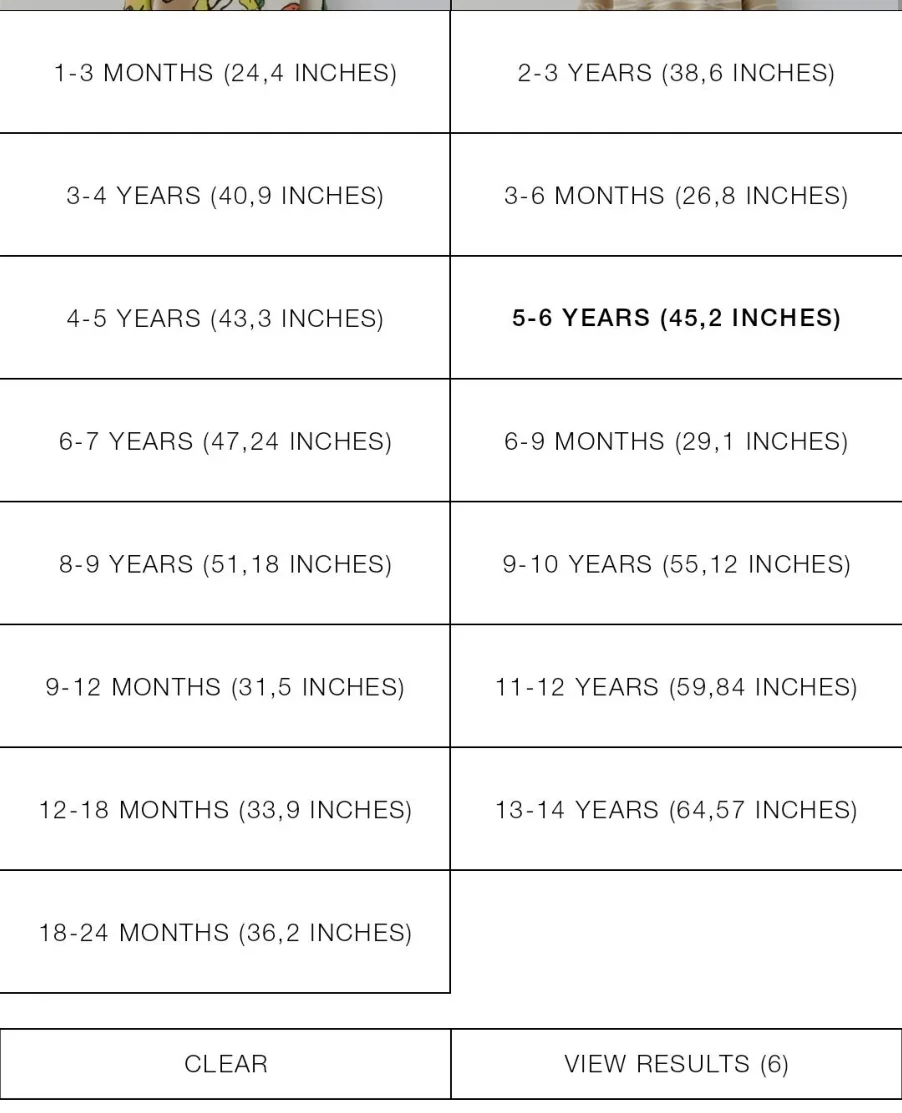 1-3 MONTHS (24,4 INCHES)
2-3 YEARS (38,6 INCHES)
3-4 YEARS (40,9 INCHES)
3-6 MONTHS (26,8 INCHES)
4-5 YEARS (43,3 INCHES)
5-6 YEARS (45,2 INCHES)
6-7 YEARS (47,24 INCHES)
6-9 MONTHS (29,1 INCHES)
8-9 YEARS (51,18 INCHES)
9-10 YEARS (55,12 INCHES)
9-12 MONTHS (31,5 INCHES)
11-12 YEARS (59,84 INCHES)
12-18 MONTHS (33,9 INCHES)
13-14 YEARS (64,57 INCHES)
18-24 MONTHS (36,2 INCHES)
CLEAR
VIEW RESULTS (6)